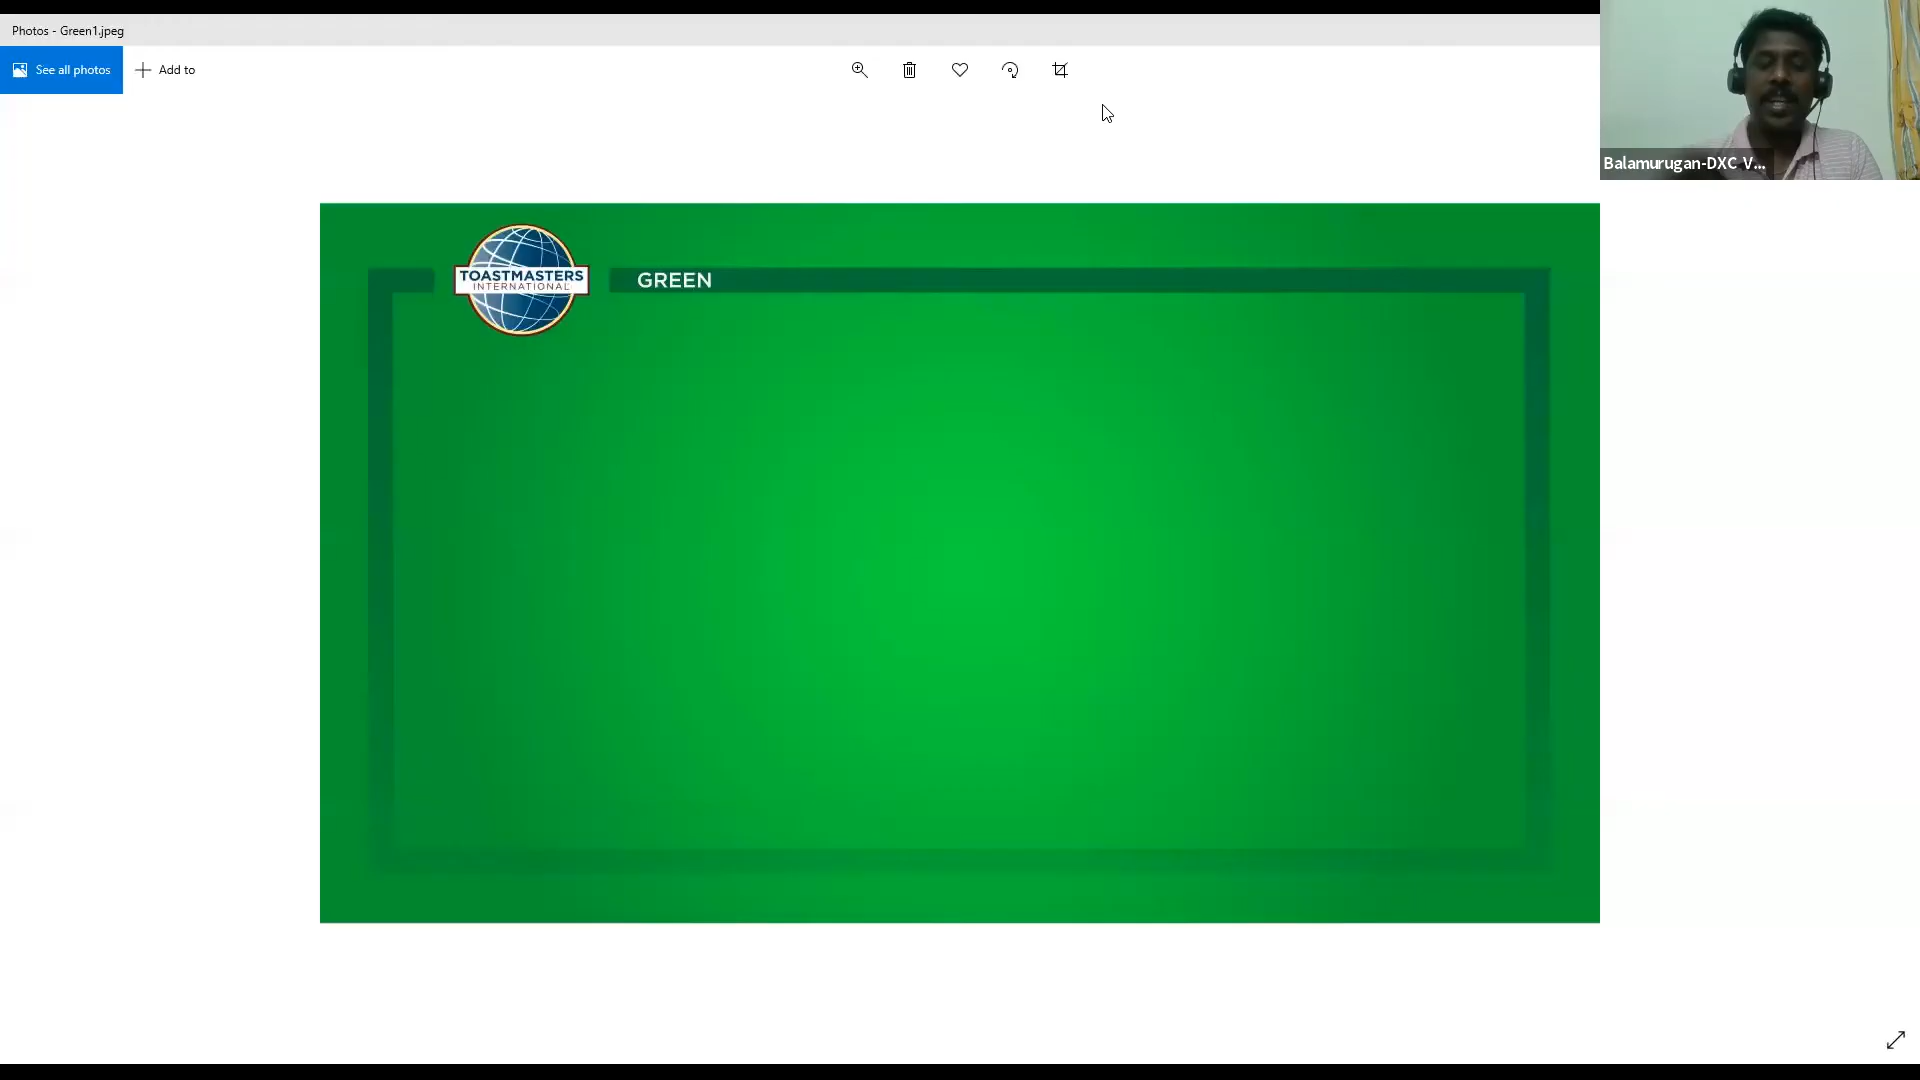 Photos - Green1.jpeg
See all photos
Add to
Balamurugan-DXC V...
TOASTMASTERS
INTERNATIONAL
GREEN